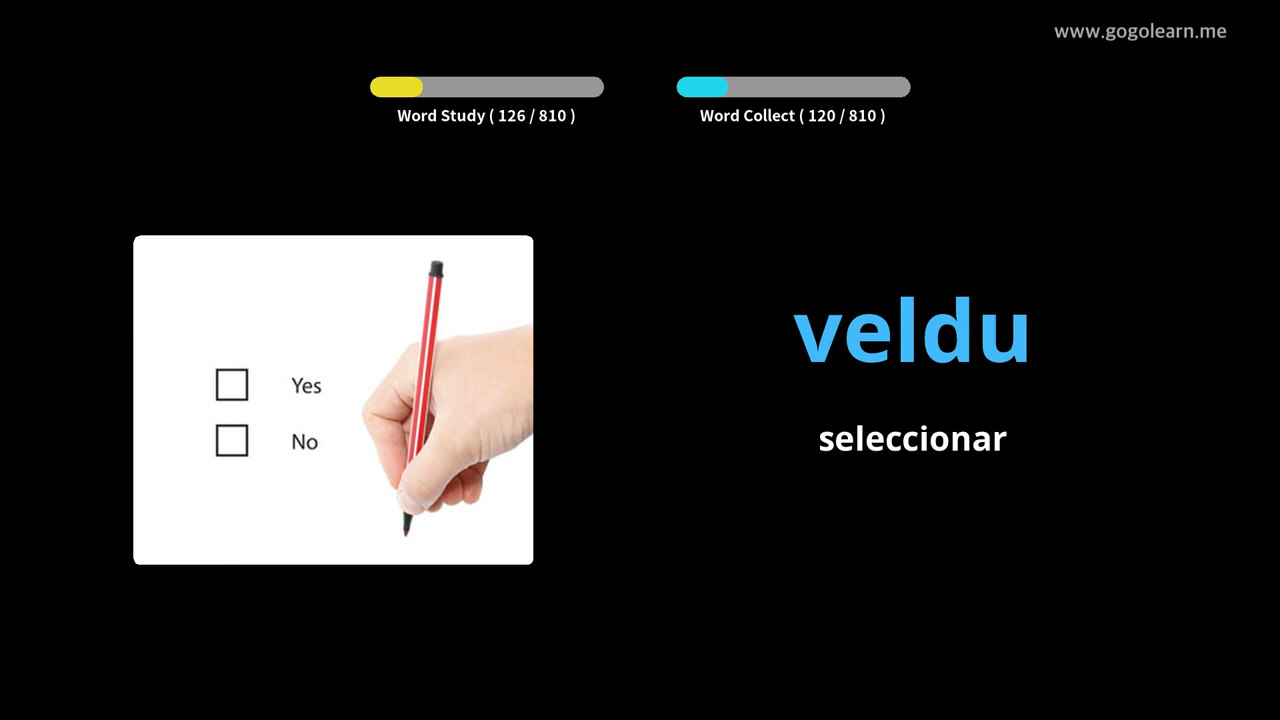 www.gogolearn.me
Word Study ( 126 / 810 )
Word Collect ( 120 / 810 )
Yes
No
veldu
seleccionar